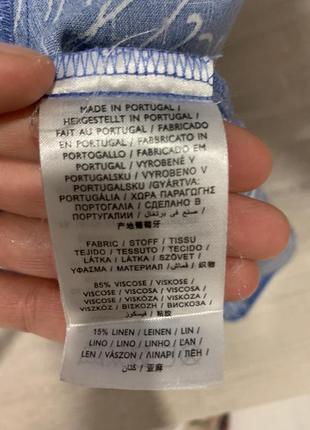 MADE IN PORTUGAL /
HERGESTELLT IN PORTUGAL /
FAIT AU PORTUGAL / FABRICADO
EN PORTUGAL / FABBRICATO IN
PORTOGALLO / FABRICADO EM
PORTUGAL / VYROBENÉ V
PORTUGALSKU / VYROBENO V
PORTUGALSKU / GYÁRTVA:
PORTUGÁLIA / ΧΩΡΑ ΠΑΡΑΓΩΓΗΣ
ΠΟΡΤΟΓΑΛΙΑ / СДЕЛАНО В
ПОРТУГАЛИИ / صنع في برتغال /
产地葡萄牙
FABRIC / STOFF / TISSU
TEJIDO / TESSUTO / TECIDO
LÁTKA / LÁTKA / SZÖVET
ΥΦΑΣΜΑ / МАТЕРИАЛ / قماش / 织物
85% VISCOSE / VISKOSE
VISCOSE / VISCOSA / VISCOSA
VISCOSE / VISKÓZA / VISKÓZA
VISZKÓZ / ΒΙΣΚΟΖΗ / ВИСКОЗА
فيسكوز / 粘胶
15% LINEN / LEINEN / LIN /
LINO / LINO / LINHO / ĽAN /
LEN / VÁSZON / ΛΙΝΑΡΙ / ЛЁН /
كتان / 亚麻